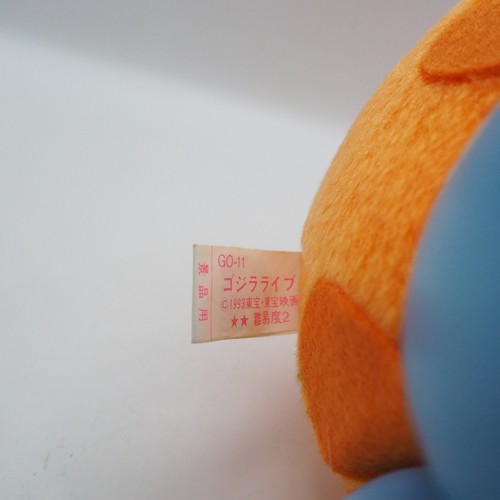 景品用
GO-11
ゴジラライブ
©1993東宝・東宝映画
★★ 難易度2